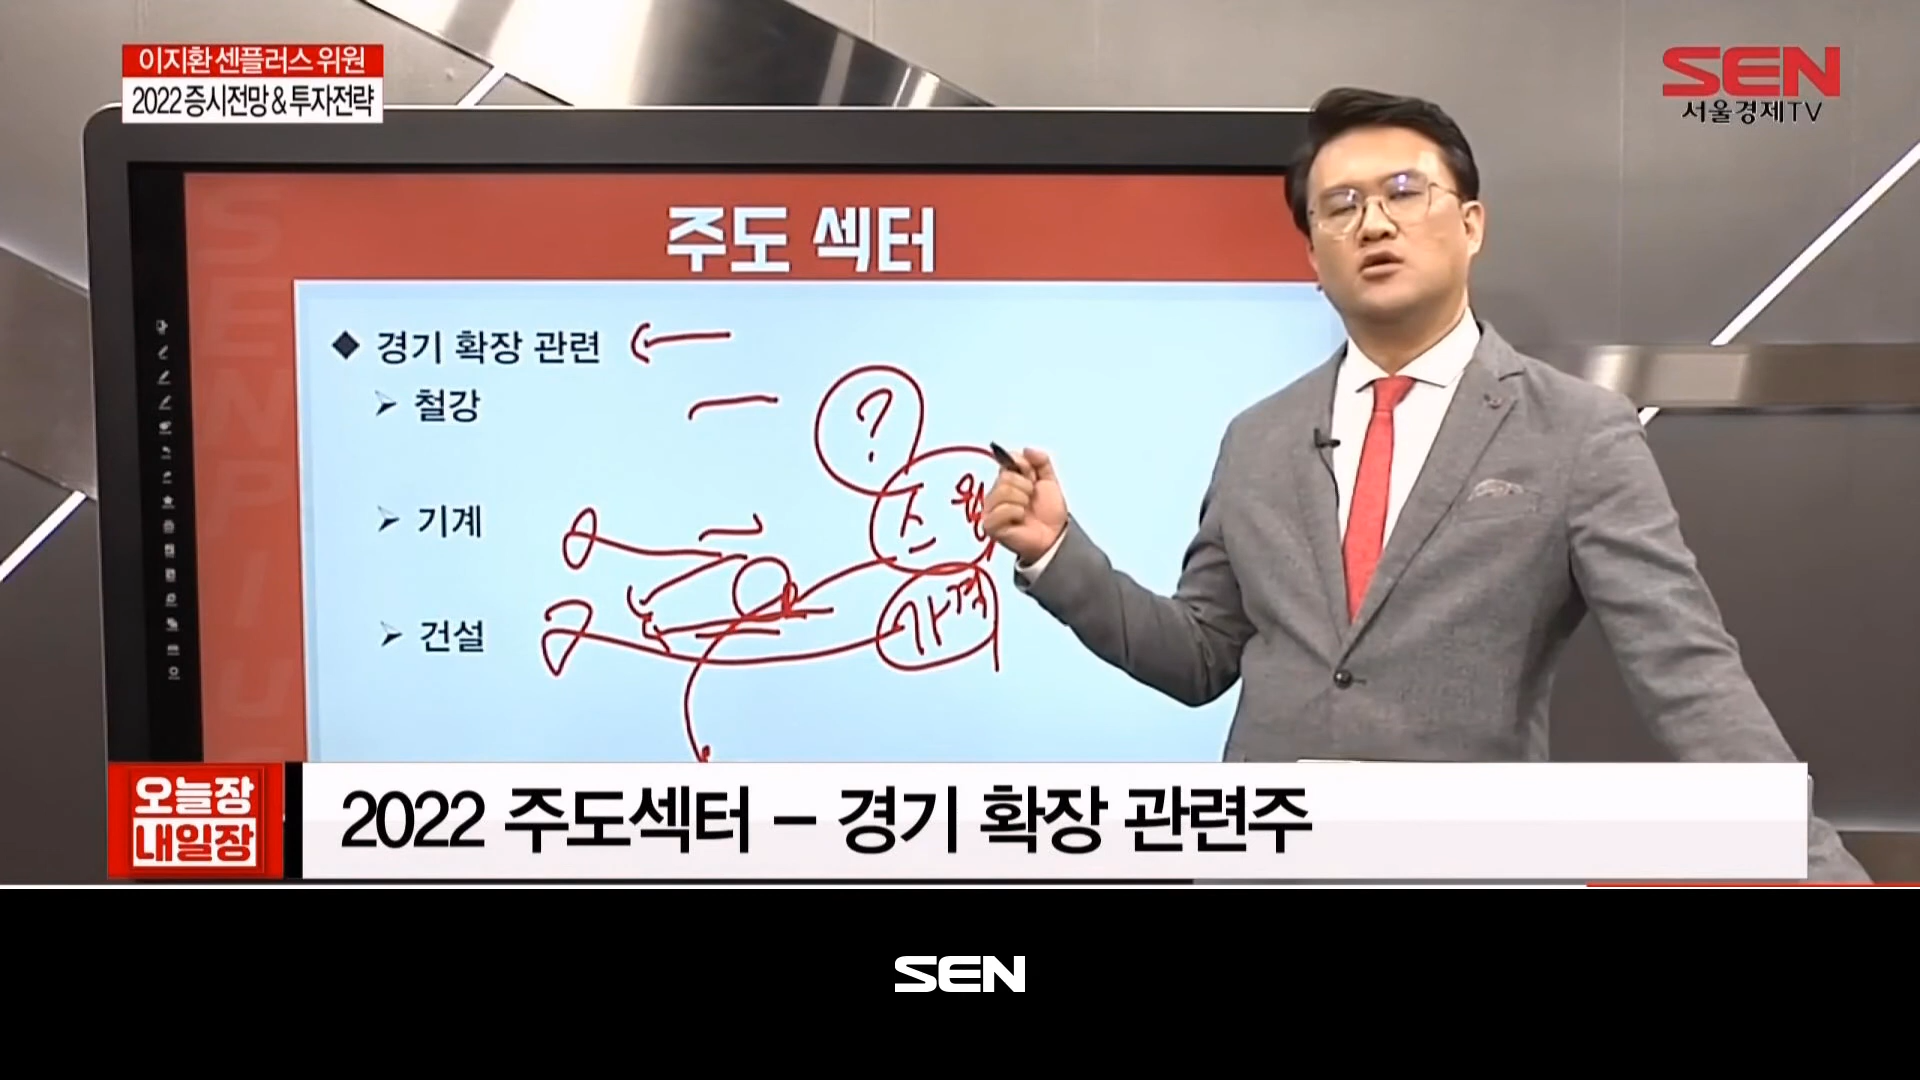 이지환 센플러스 위원
2022 증시전망 & 투자전략
SEN
서울경제TV
SENPLU
주도 섹터
◆ 경기 확장 관련
➢ 철강
?
➢ 기계
가격
➢ 건설
오늘장
내일장
2022 주도섹터 – 경기 확장 관련주
SEN